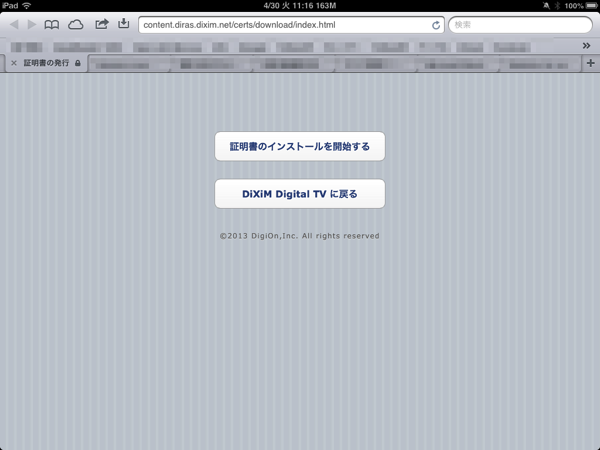 iPad
4/30 火 11:16 163M
100%
content.diras.dixim.net/certs/download/index.html
検索
証明書の発行
証明書のインストールを開始する
DiXiM Digital TV に戻る
©2013 DigiOn,Inc. All rights reserved